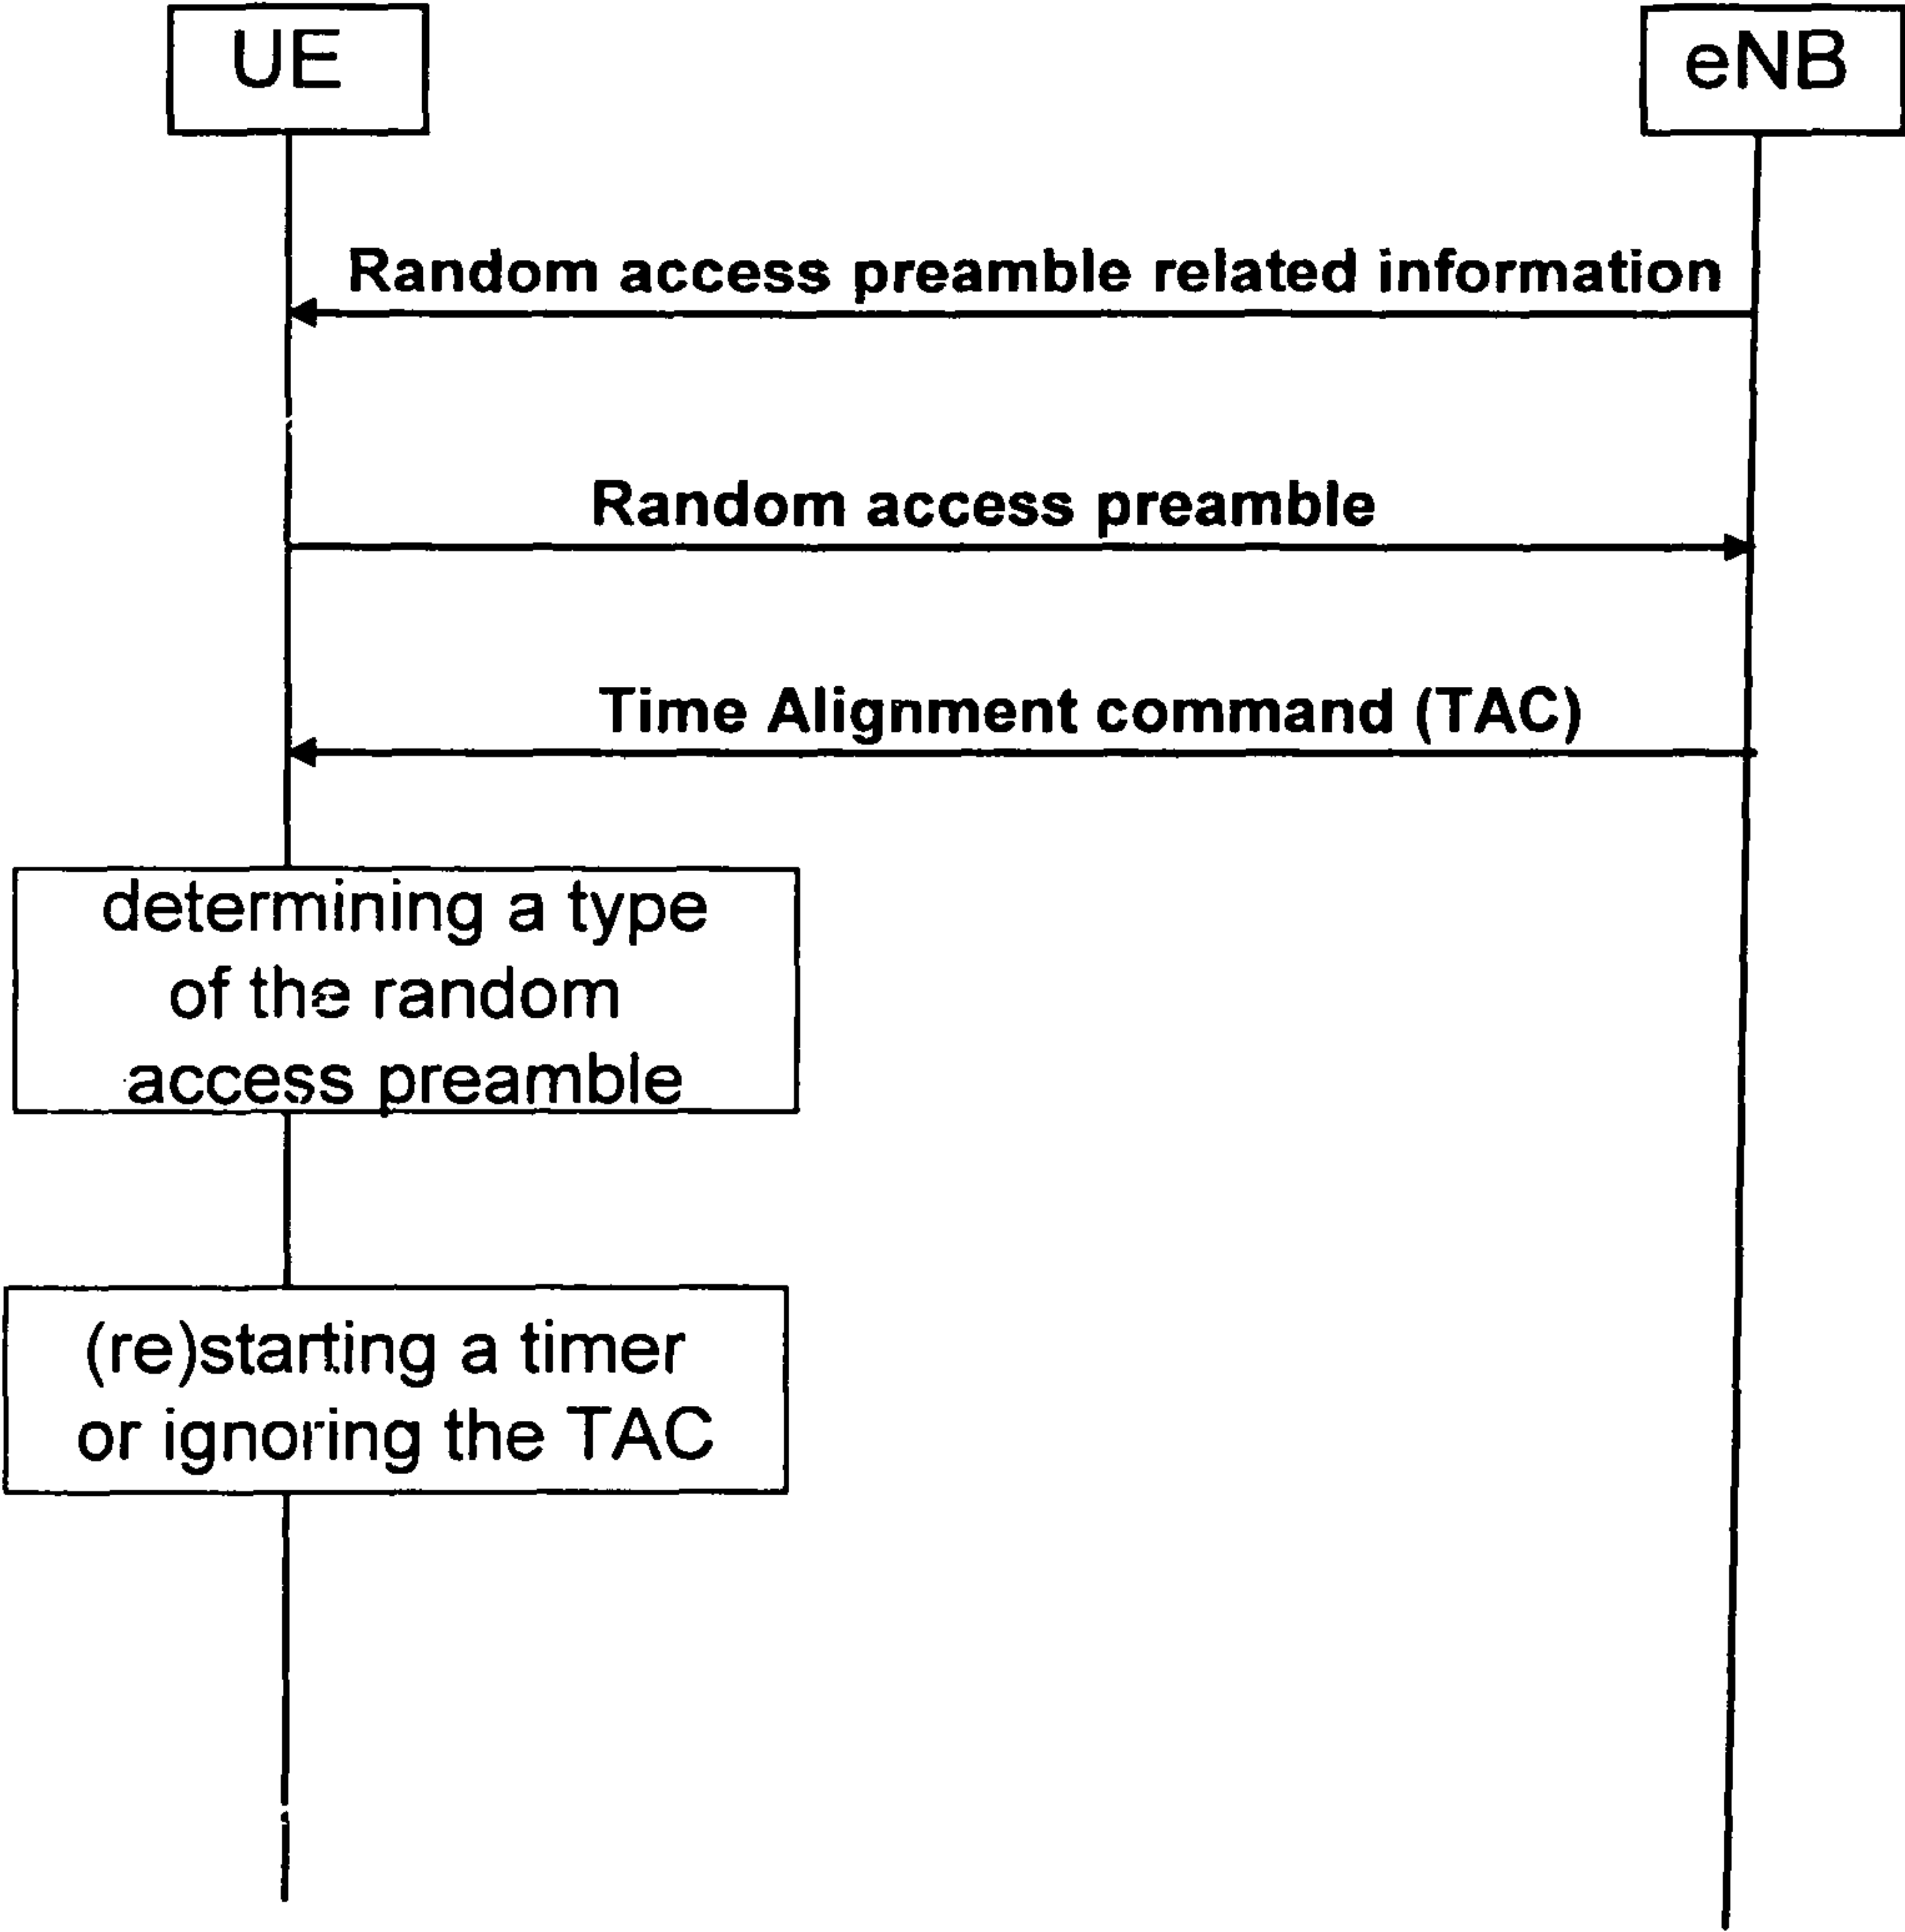 UE
eNB
Random access preamble related information
Random access preamble
Time Alignment command (TAC)
determining a type
of the random
access preamble
(re)starting a timer
or ignoring the TAC